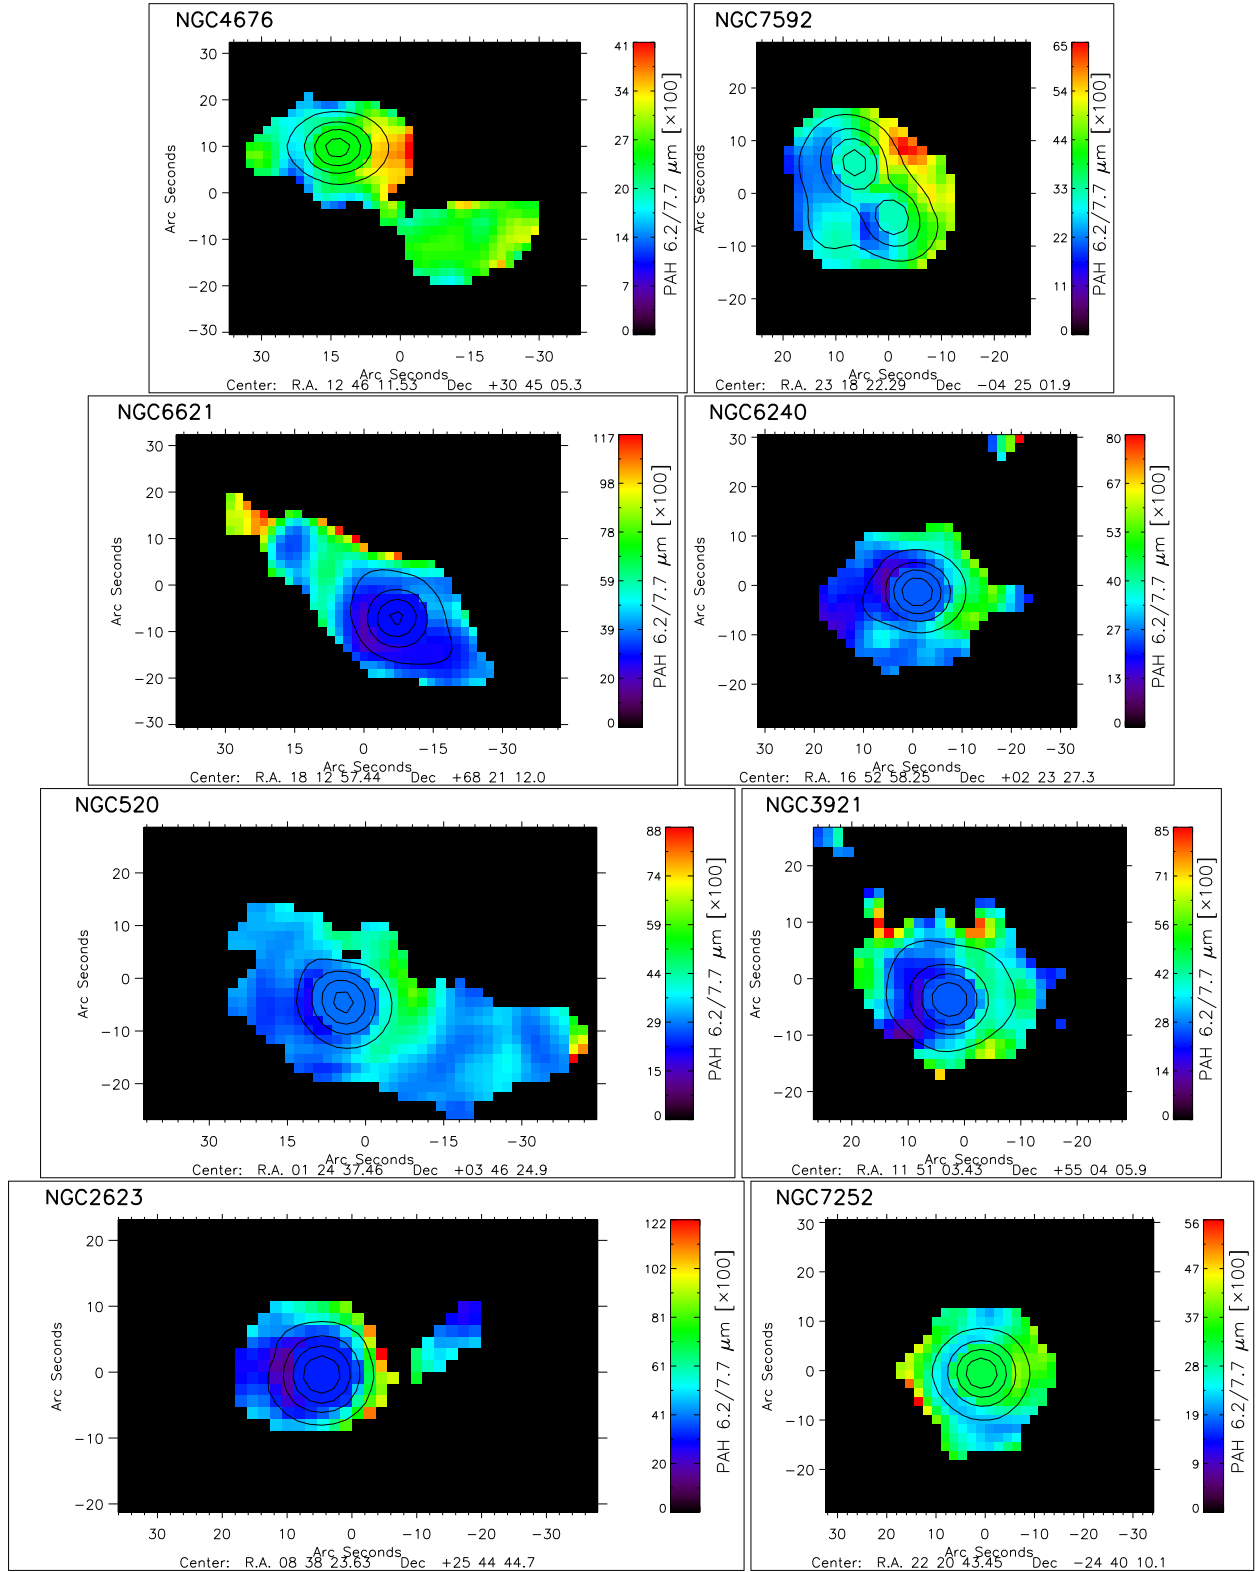 NGC4676
30
20
10
0
−10
−20
−30
Arc Seconds
30 15 0 −15 −30
Arc Seconds
Center: R.A. 12 46 11.53 Dec +30 45 05.3
41
34
27
20
14
7
0
PAH 6.2/7.7 μm [×100]
NGC7592
20
10
0
−10
−20
Arc Seconds
20 10 0 −10 −20
Arc Seconds
Center: R.A. 23 18 22.29 Dec −04 25 01.9
65
54
44
33
22
11
0
PAH 6.2/7.7 μm [×100]
NGC6621
30
20
10
0
−10
−20
−30
Arc Seconds
30 15 0 −15 −30
Arc Seconds
Center: R.A. 18 12 57.44 Dec +68 21 12.0
117
98
78
59
39
20
0
PAH 6.2/7.7 μm [×100]
NGC6240
30
20
10
0
−10
−20
Arc Seconds
30 20 10 0 −10 −20 −30
Arc Seconds
Center: R.A. 16 52 58.25 Dec +02 23 27.3
80
67
53
40
27
13
0
PAH 6.2/7.7 μm [×100]
NGC520
20
10
0
−10
−20
Arc Seconds
30 15 0 −15 −30
Arc Seconds
Center: R.A. 01 24 37.46 Dec +03 46 24.9
88
74
59
44
29
15
0
PAH 6.2/7.7 μm [×100]
NGC3921
20
10
0
−10
−20
Arc Seconds
20 10 0 −10 −20
Arc Seconds
Center: R.A. 11 51 03.43 Dec +55 04 05.9
85
71
56
42
28
14
0
PAH 6.2/7.7 μm [×100]
NGC2623
20
10
0
−10
−20
Arc Seconds
30 20 10 0 −10 −20 −30
Arc Seconds
Center: R.A. 08 38 23.63 Dec +25 44 44.7
122
102
81
61
41
20
0
PAH 6.2/7.7 μm [×100]
NGC7252
30
20
10
0
−10
−20
Arc Seconds
30 20 10 0 −10 −20 −30
Arc Seconds
Center: R.A. 22 20 43.45 Dec −24 40 10.1
56
47
37
28
19
9
0
PAH 6.2/7.7 μm [×100]